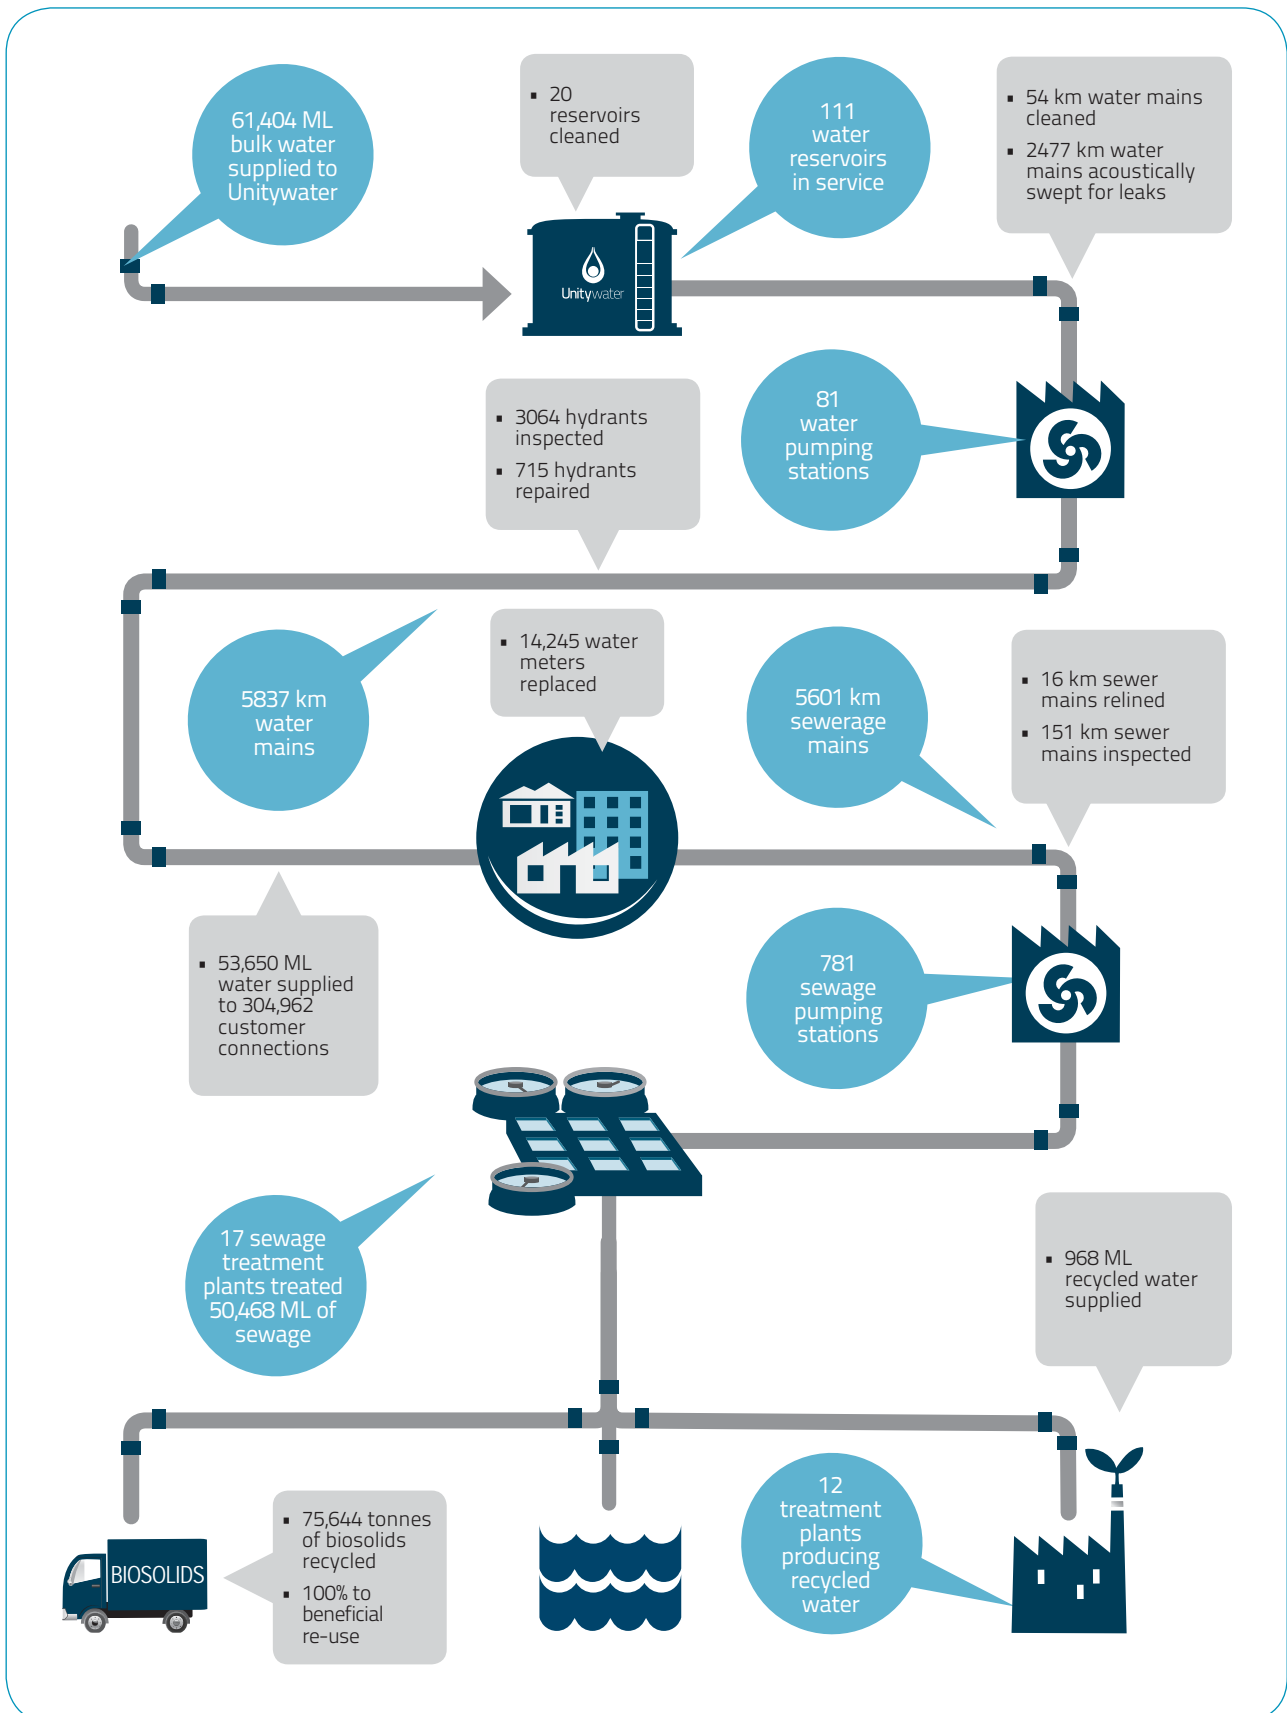 61,404 ML
bulk water
supplied to
Unitywater
▪ 20
reservoirs
cleaned
111
water
reservoirs
in service
▪ 54 km water mains
cleaned
▪ 2477 km water
mains acoustically
swept for leaks
Unitywater
▪ 3064 hydrants
inspected
▪ 715 hydrants
repaired
81
water
pumping
stations
5837 km
water
mains
▪ 14,245 water
meters
replaced
5601 km
sewerage
mains
▪ 16 km sewer
mains relined
▪ 151 km sewer
mains inspected
▪ 53,650 ML
water supplied
to 304,962
customer
connections
781
sewage
pumping
stations
17 sewage
treatment
plants treated
50,468 ML of
sewage
▪ 968 ML
recycled water
supplied
BIOSOLIDS
▪ 75,644 tonnes
of biosolids
recycled
▪ 100% to
beneficial
re-use
12
treatment
plants
producing
recycled
water